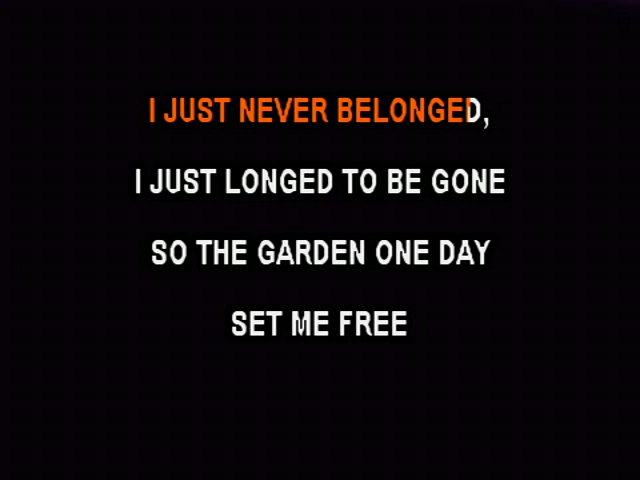 I JUST NEVER BELONGED,
I JUST LONGED TO BE GONE
SO THE GARDEN ONE DAY
SET ME FREE